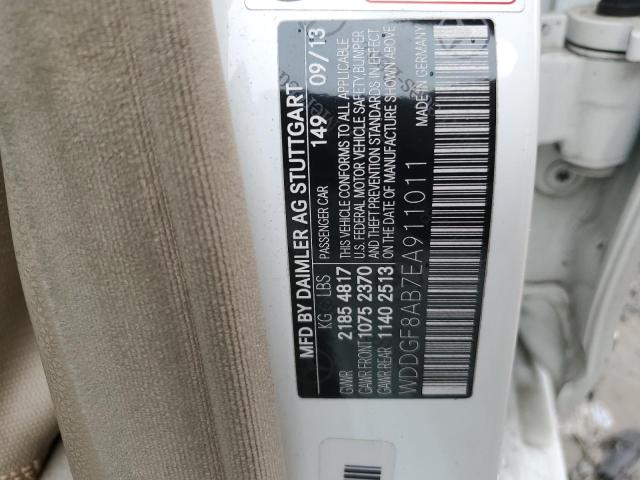 MFD BY DAIMLER AG STUTTGART
KG LBS PASSENGER CAR 149 09/13
GVWR 2185 4817 THIS VEHICLE CONFORMS TO ALL APPLICABLE
GAWR FRONT 1075 2370 U.S. FEDERAL MOTOR VEHICLE SAFETY BUMPER
AND THEFT PREVENTION STANDARDS IN EFFECT
GAWR REAR 1140 2513 ON THE DATE OF MANUFACTURE SHOWN ABOVE
WDDGF8AB7EA911011 MADE IN GERMANY